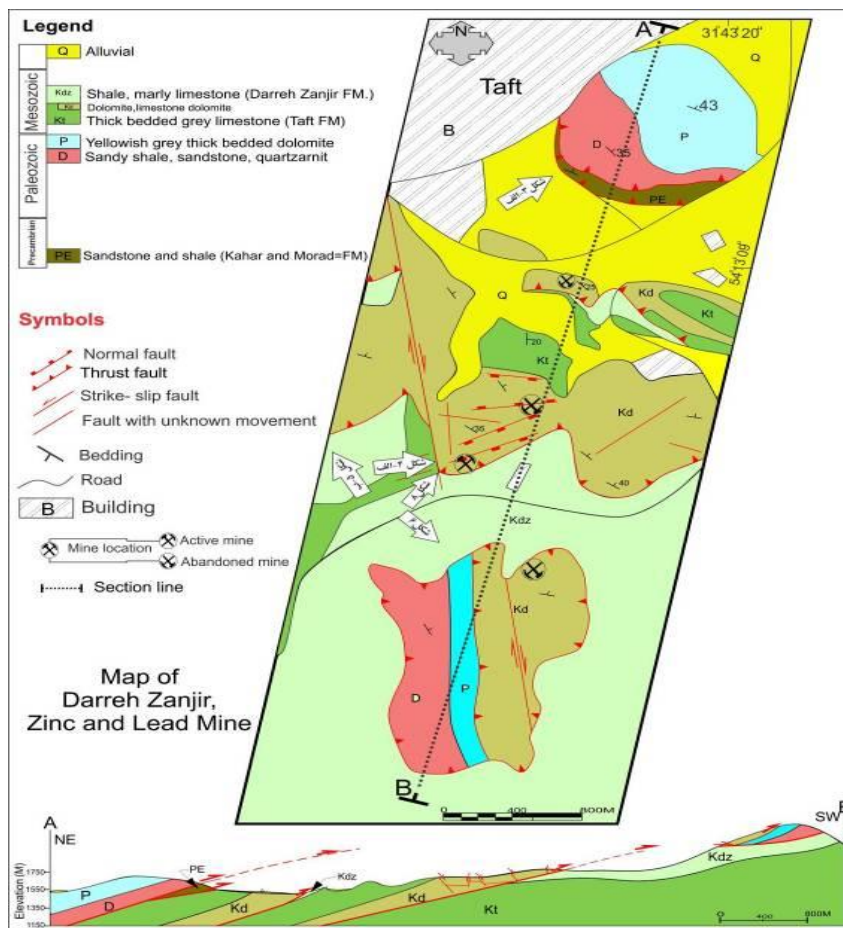 Legend
Q Alluvial
Mesozoic
Kdz Shale, marly limestone (Darreh Zanjir FM.)
Kd Dolomite,limestone dolomite
Kt Thick bedded grey limestone (Taft FM)
Paleozoic
P Yellowish grey thick bedded dolomite
D Sandy shale, sandstone, quartzarnit
Precambrian
PE Sandstone and shale (Kahar and Morad=FM)
Symbols
Normal fault
Thrust fault
Strike- slip fault
Fault with unknown movement
Bedding
Road
B Building
Mine location
Active mine
Abandoned mine
Section line
Map of
Darreh Zanjir,
Zinc and Lead Mine
N
A
31 43 20"
Q
Taft
43
B
D
P
35
PE
54 13 09"
Q
Kd
Kt
20
Kt
Kd
35
40
Kdz
Kd
D
P
B
0 400 800M
A
NE
SW
Elevation (M)
1750
1550
1350
1150
PE
Kdz
P
D
Kd
Kd
Kt
Kdz
0 400 800M